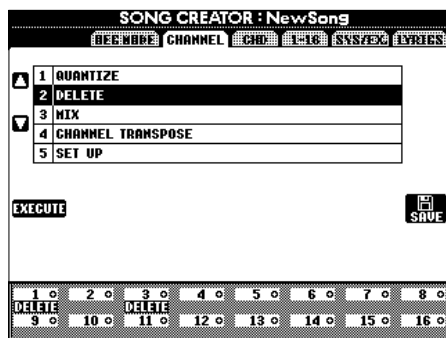 SONG CREATOR : NewSong
REC MODE CHANNEL CHD 1-16 SYS/EX. LYRICS
1 QUANTIZE
2 DELETE
3 MIX
4 CHANNEL TRANSPOSE
5 SET UP
EXECUTE
SAVE
1 2 3 4 5 6 7 8
DELETE DELETE
9 10 11 12 13 14 15 16